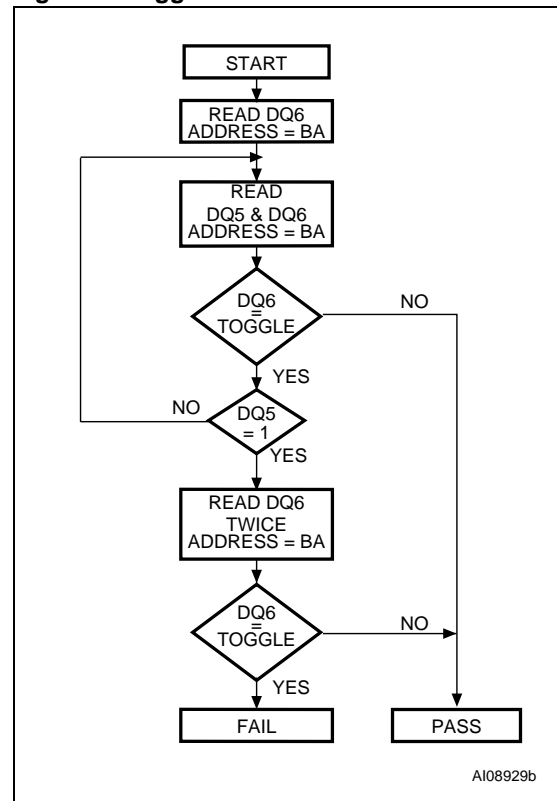 START
READ DQ6
ADDRESS = BA
READ
DQ5 & DQ6
ADDRESS = BA
DQ6
=
TOGGLE
NO
YES
NO
DQ5
= 1
YES
READ DQ6
TWICE
ADDRESS = BA
DQ6
=
TOGGLE
NO
YES
FAIL
PASS
AI08929b